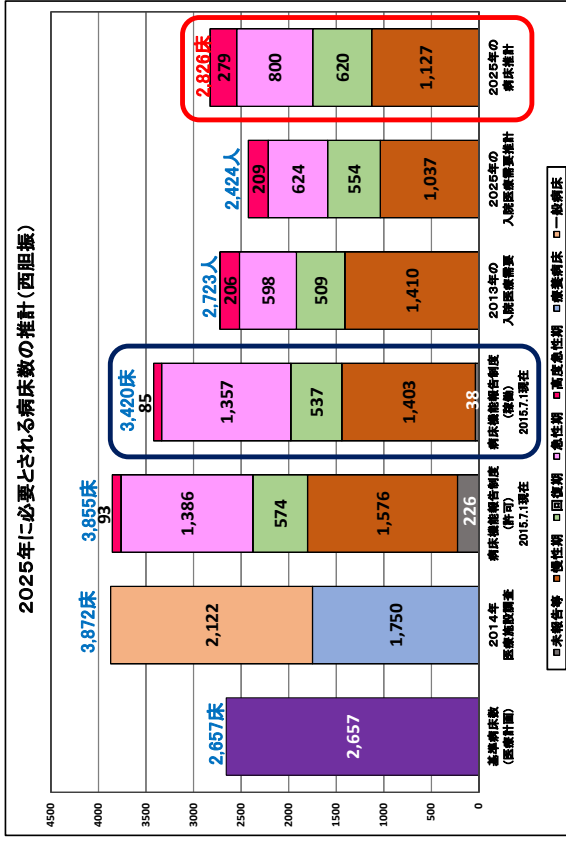 2025年に必要とされる病床数の推計(西胆振)
4500
4000
3500
3000
2500
2000
1500
1000
500
0
2,657床
2,657
基準病床数
(医療計画)
3,872床
2,122
1,750
2014年
医療施設調査
3,855床
93
1,386
574
1,576
226
病床機能報告制度
(許可)
2015.7.1現在
3,420床
85
1,357
537
1,403
38
病床機能報告制度
(稼働)
2015.7.1現在
2,723人
206
598
509
1,410
2013年の
入院医療需要
2,424人
209
624
554
1,037
2025年の
入院医療需要推計
2,826床
279
800
620
1,127
2025年の
病床推計
未報告等 慢性期 回復期 急性期 高度急性期 療養病床 一般病床